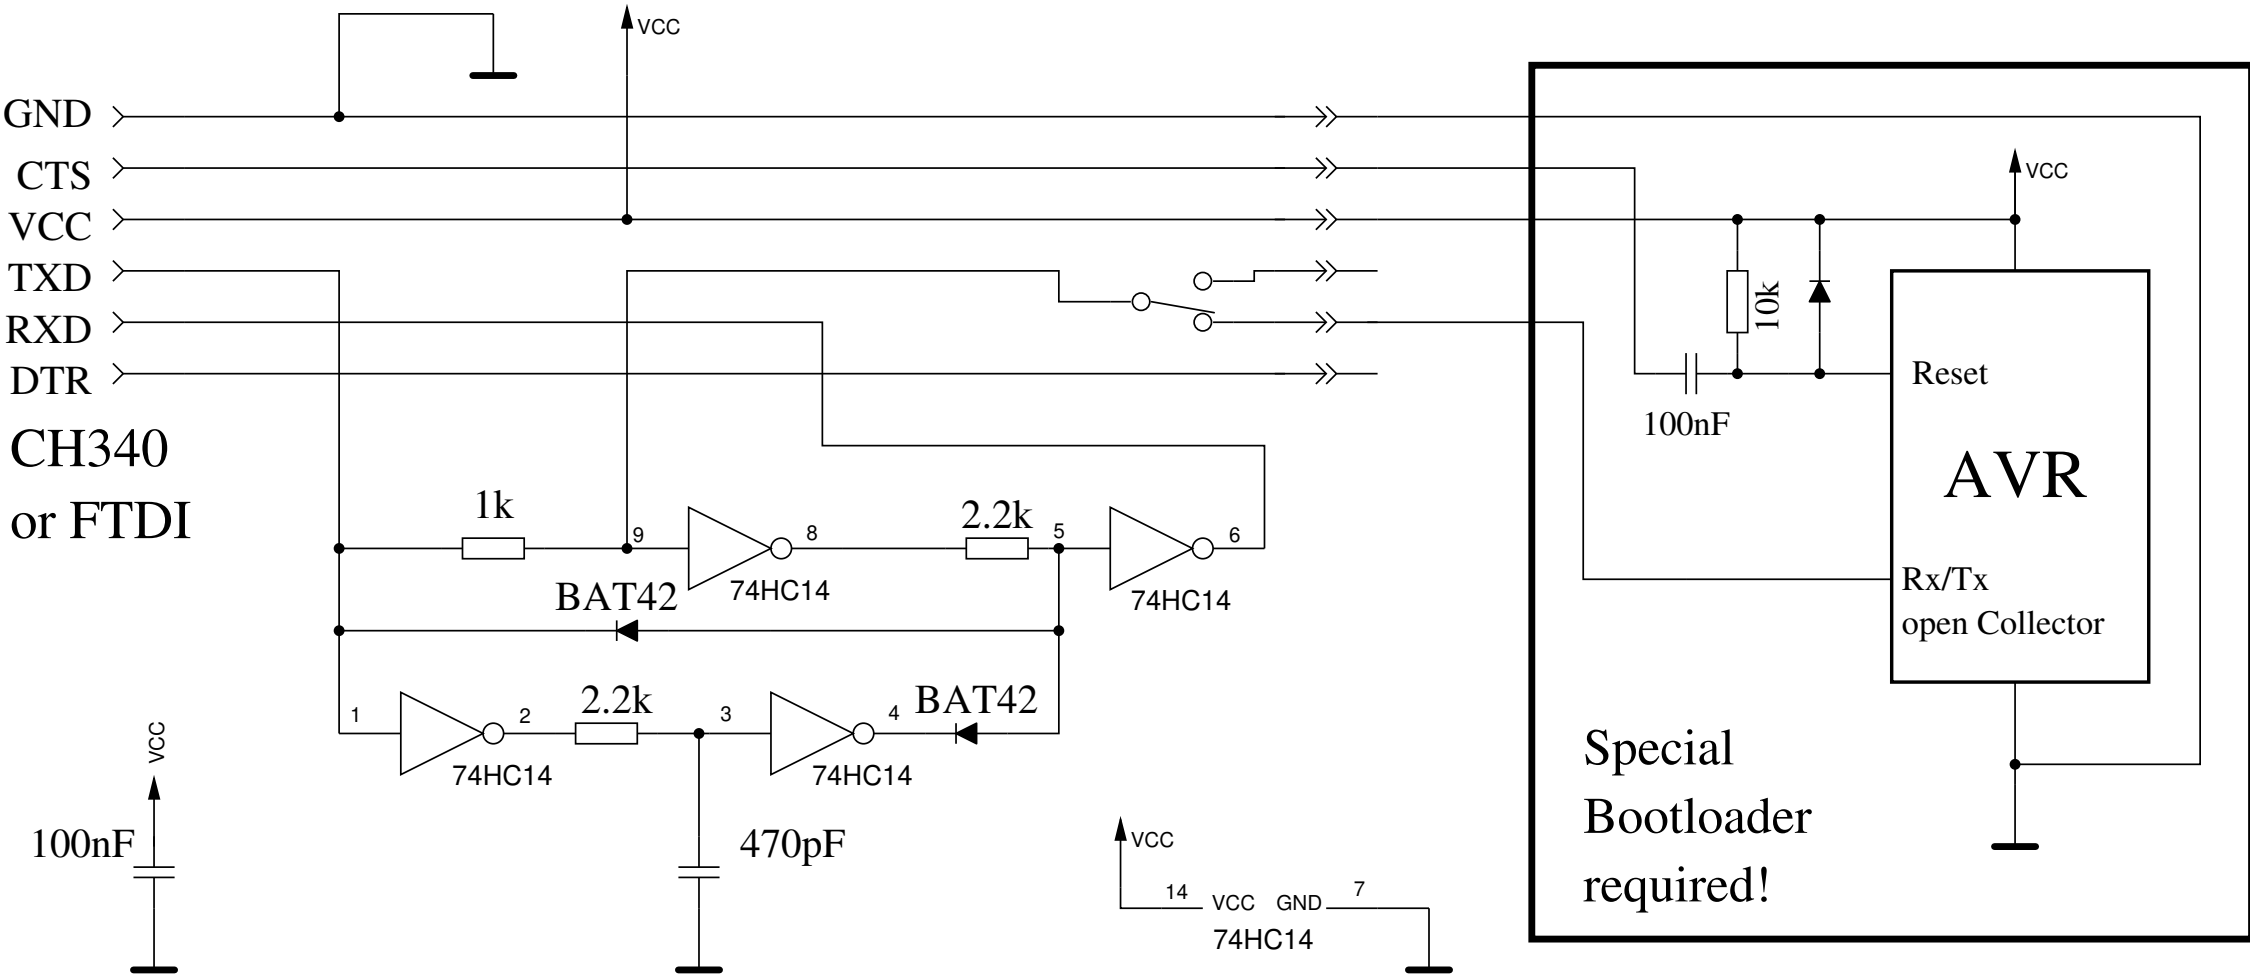 VCC
GND
CTS
VCC
TXD
RXD
DTR
CH340
or FTDI
VCC
10k
Reset
100nF
AVR
Rx/Tx
open Collector
1k
9
8
2.2k
5
6
74HC14
74HC14
BAT42
1
2
2.2k
3
4
BAT42
74HC14
74HC14
VCC
100nF
470pF
VCC
14
VCC
GND
7
74HC14
Special
Bootloader
required!